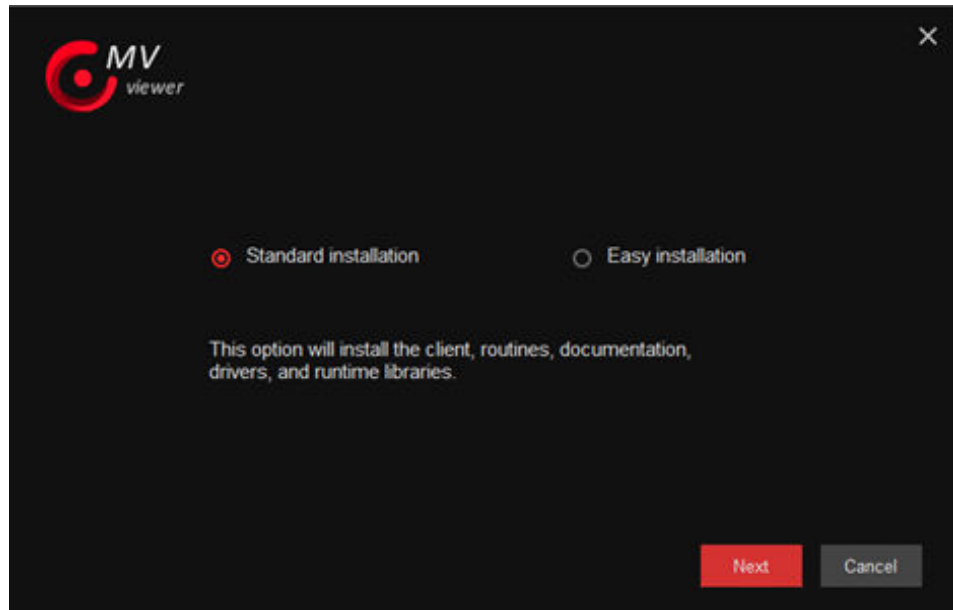 MV
viewer
Standard installation
Easy installation
This option will install the client, routines, documentation,
drivers, and runtime libraries.
Next
Cancel